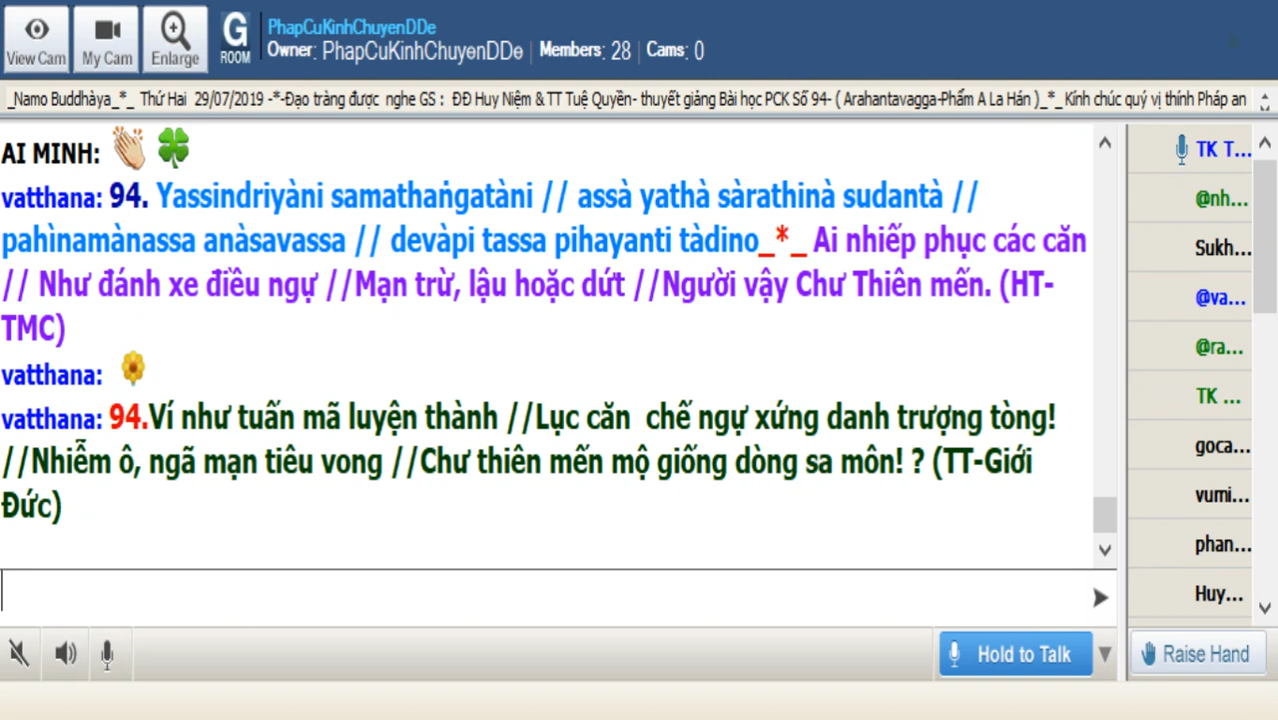 PhapCuKinhChuyenDDe
View Cam My Cam Enlarge G ROOM Owner: PhapCuKinhChuyenDDe | Members: 28 | Cams: 0
_Namo Buddhàya_*_ Thứ Hai 29/07/2019 -*-Đạo tràng được nghe GS : ĐĐ Huy Niệm & TT Tuệ Quyền- thuyết giảng Bài học PCK Số 94- ( Arahantavagga-Phẩm A La Hán )_*_Kính chúc quý vị thính Pháp an
AI MINH:
vatthana: 94. Yassindriyàni samathaṅgatàni // assà yathà sàrathinà sudantà //
pahìnamànassa anàsavassa // devàpi tassa pihayanti tàdino_*_ Ai nhiếp phục các căn
// Như đánh xe điều ngự //Mạn trừ, lậu hoặc dứt //Người vậy Chư Thiên mến. (HT-
TMC)
vatthana:
vatthana: 94.Ví như tuấn mã luyện thành //Lục căn chế ngự xứng danh trượng tòng!
//Nhiễm ô, ngã mạn tiêu vong //Chư thiên mến mộ giống dòng sa môn! ? (TT-Giới
Đức)
TK T...
@nh...
Sukh...
@va...
@ra...
TK ...
goca...
vumi...
phan...
Huy...
Hold to Talk
Raise Hand